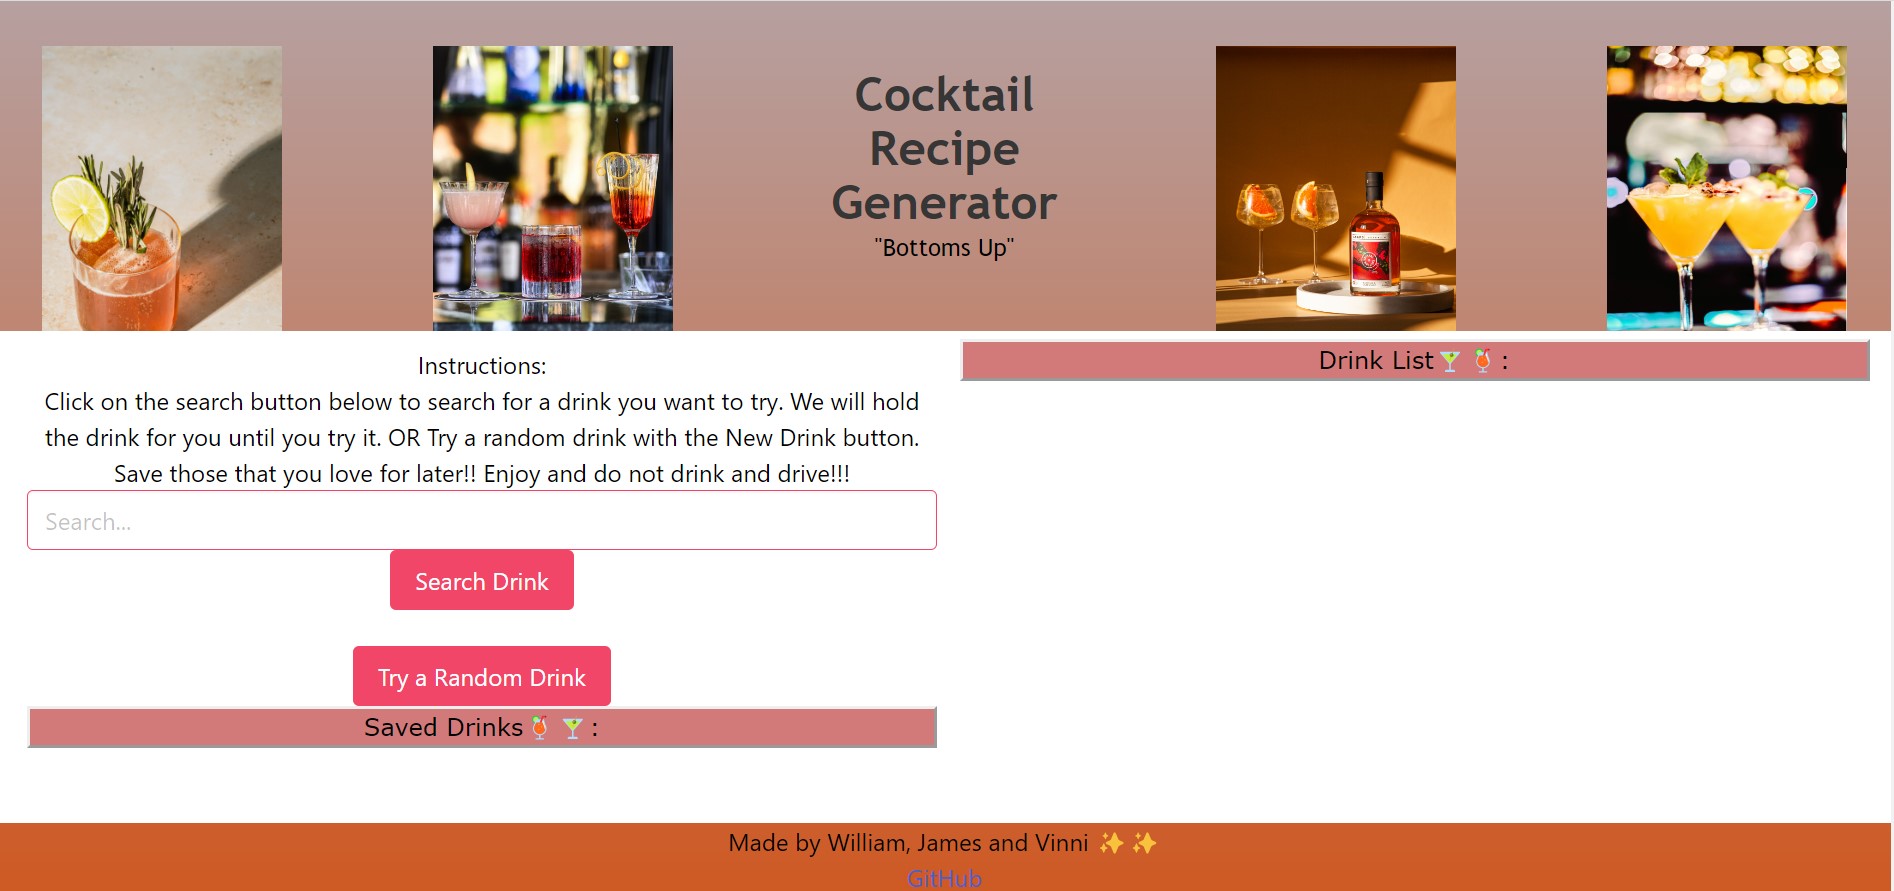 Cocktail
Recipe
Generator
"Bottoms Up"
Instructions:
Click on the search button below to search for a drink you want to try. We will hold
the drink for you until you try it. OR Try a random drink with the New Drink button.
Save those that you love for later!! Enjoy and do not drink and drive!!!
Search...
Search Drink
Try a Random Drink
Saved Drinks🍹🍸:
Drink List🍸🍹:
Made by William, James and Vinni ✨✨
GitHub